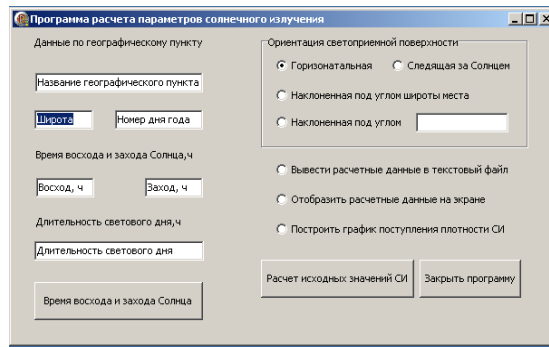 Программа расчета параметров солнечного излучения
Данные по географическому пункту
Название географического пункта
Широта
Номер дня года
Время восхода и захода Солнца,ч
Восход, ч
Заход, ч
Длительность светового дня,ч
Длительность светового дня
Время восхода и захода Солнца
Ориентация светоприемной поверхности
Горизонатальная
Следящая за Солнцем
Наклоненная под углом широты места
Наклоненная под углом
Вывести расчетные данные в текстовый файл
Отобразить расчетные данные на экране
Построить график поступления плотности СИ
Расчет исходных значений СИ
Закрыть программу